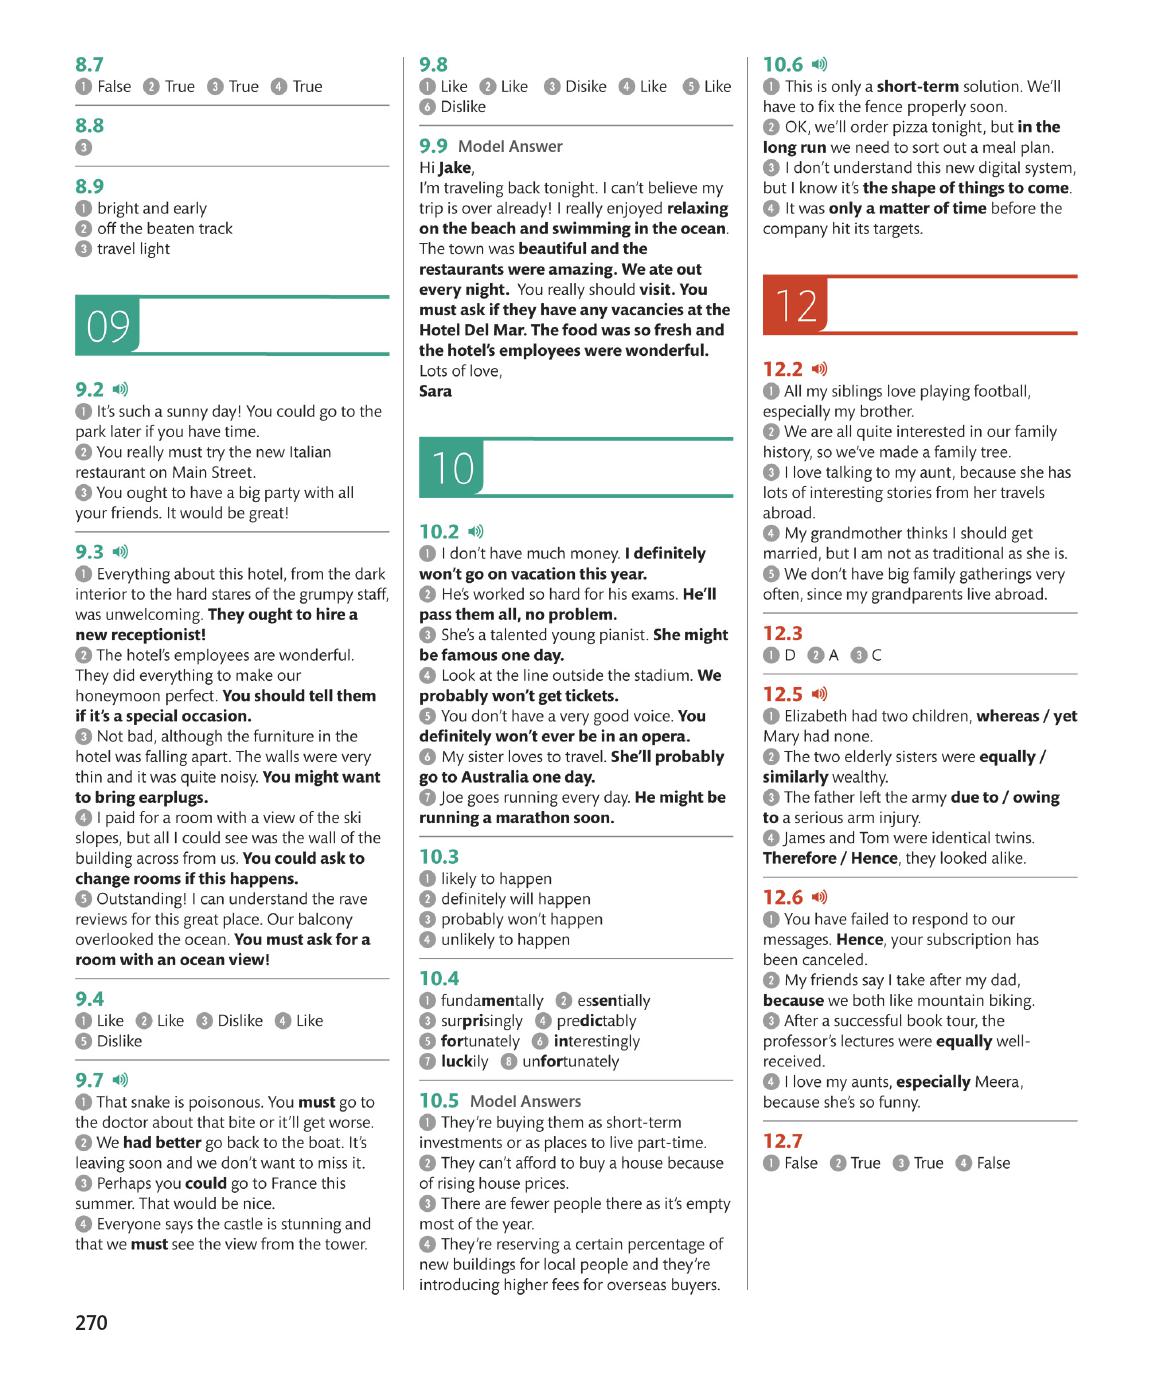 8.7
1 False 2 True 3 True 4 True
8.8
3
8.9
1 bright and early
2 off the beaten track
3 travel light
09
9.2
1 It's such a sunny day! You could go to the
park later if you have time.
2 You really must try the new Italian
restaurant on Main Street.
3 You ought to have a big party with all
your friends. It would be great!
9.3
1 Everything about this hotel, from the dark
interior to the hard stares of the grumpy staff,
was unwelcoming. They ought to hire a
new receptionist!
2 The hotel's employees are wonderful.
They did everything to make our
honeymoon perfect. You should tell them
if it's a special occasion.
3 Not bad, although the furniture in the
hotel was falling apart. The walls were very
thin and it was quite noisy. You might want
to bring earplugs.
4 I paid for a room with a view of the ski
slopes, but all I could see was the wall of the
building across from us. You could ask to
change rooms if this happens.
5 Outstanding! I can understand the rave
reviews for this great place. Our balcony
overlooked the ocean. You must ask for a
room with an ocean view!
9.4
1 Like 2 Like 3 Dislike 4 Like
5 Dislike
9.7
1 That snake is poisonous. You must go to
the doctor about that bite or it'll get worse.
2 We had better go back to the boat. It's
leaving soon and we don't want to miss it.
3 Perhaps you could go to France this
summer. That would be nice.
4 Everyone says the castle is stunning and
that we must see the view from the tower.
9.8
1 Like 2 Like 3 Disike 4 Like 5 Like
6 Dislike
9.9 Model Answer
Hi Jake,
I'm traveling back tonight. I can't believe my
trip is over already! I really enjoyed relaxing
on the beach and swimming in the ocean.
The town was beautiful and the
restaurants were amazing. We ate out
every night. You really should visit. You
must ask if they have any vacancies at the
Hotel Del Mar. The food was so fresh and
the hotel's employees were wonderful.
Lots of love,
Sara
10
10.2
1 I don't have much money. I definitely
won't go on vacation this year.
2 He's worked so hard for his exams. He'll
pass them all, no problem.
3 She's a talented young pianist. She might
be famous one day.
4 Look at the line outside the stadium. We
probably won't get tickets.
5 You don't have a very good voice. You
definitely won't ever be in an opera.
6 My sister loves to travel. She'll probably
go to Australia one day.
7 Joe goes running every day. He might be
running a marathon soon.
10.3
1 likely to happen
2 definitely will happen
3 probably won't happen
4 unlikely to happen
10.4
1 fundamentally 2 essentially
3 surprisingly 4 predictably
5 fortunately 6 interestingly
7 luckily 8 unfortunately
10.5 Model Answers
1 They're buying them as short-term
investments or as places to live part-time.
2 They can't afford to buy a house because
of rising house prices.
3 There are fewer people there as it's empty
most of the year.
4 They're reserving a certain percentage of
new buildings for local people and they're
introducing higher fees for overseas buyers.
10.6
1 This is only a short-term solution. We'll
have to fix the fence properly soon.
2 OK, we'll order pizza tonight, but in the
long run we need to sort out a meal plan.
3 I don't understand this new digital system,
but I know it's the shape of things to come.
4 It was only a matter of time before the
company hit its targets.
12
12.2
1 All my siblings love playing football,
especially my brother.
2 We are all quite interested in our family
history, so we've made a family tree.
3 I love talking to my aunt, because she has
lots of interesting stories from her travels
abroad.
4 My grandmother thinks I should get
married, but I am not as traditional as she is.
5 We don't have big family gatherings very
often, since my grandparents live abroad.
12.3
1 D 2 A 3 C
12.5
1 Elizabeth had two children, whereas / yet
Mary had none.
2 The two elderly sisters were equally /
similarly wealthy.
3 The father left the army due to / owing
to a serious arm injury.
4 James and Tom were identical twins.
Therefore / Hence, they looked alike.
12.6
1 You have failed to respond to our
messages. Hence, your subscription has
been canceled.
2 My friends say I take after my dad,
because we both like mountain biking.
3 After a successful book tour, the
professor's lectures were equally well-
received.
4 I love my aunts, especially Meera,
because she's so funny.
12.7
1 False 2 True 3 True 4 False
270